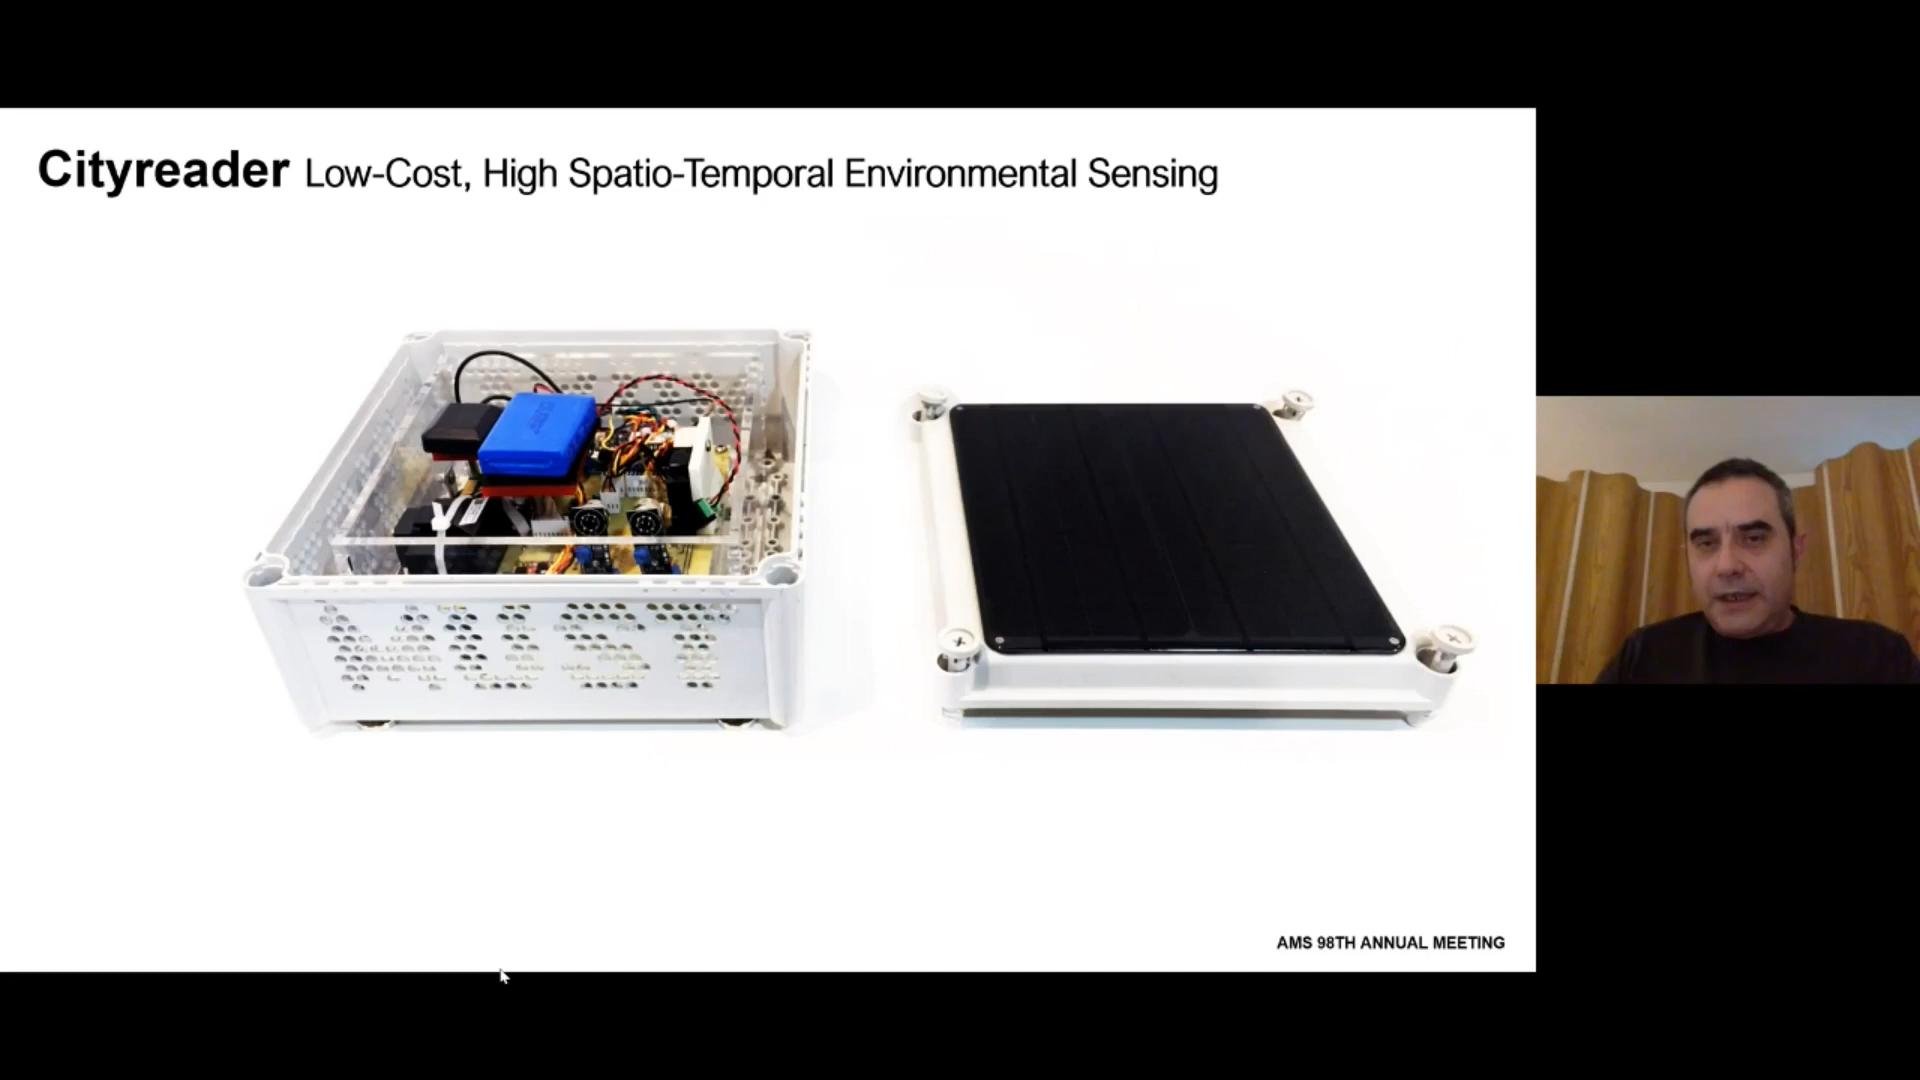 Cityreader Low-Cost, High Spatio-Temporal Environmental Sensing
AMS 98TH ANNUAL MEETING